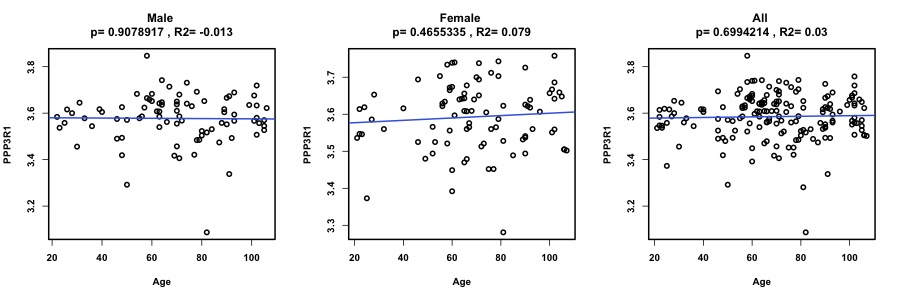 Male
p= 0.9078917 , R2= -0.013
PPP3R1
3.8
3.6
3.4
3.2
20 40 60 80 100
Age
Female
p= 0.4655335 , R2= 0.079
PPP3R1
3.7
3.6
3.5
3.4
3.3
20 40 60 80 100
Age
All
p= 0.6994214 , R2= 0.03
PPP3R1
3.8
3.6
3.4
3.2
20 40 60 80 100
Age